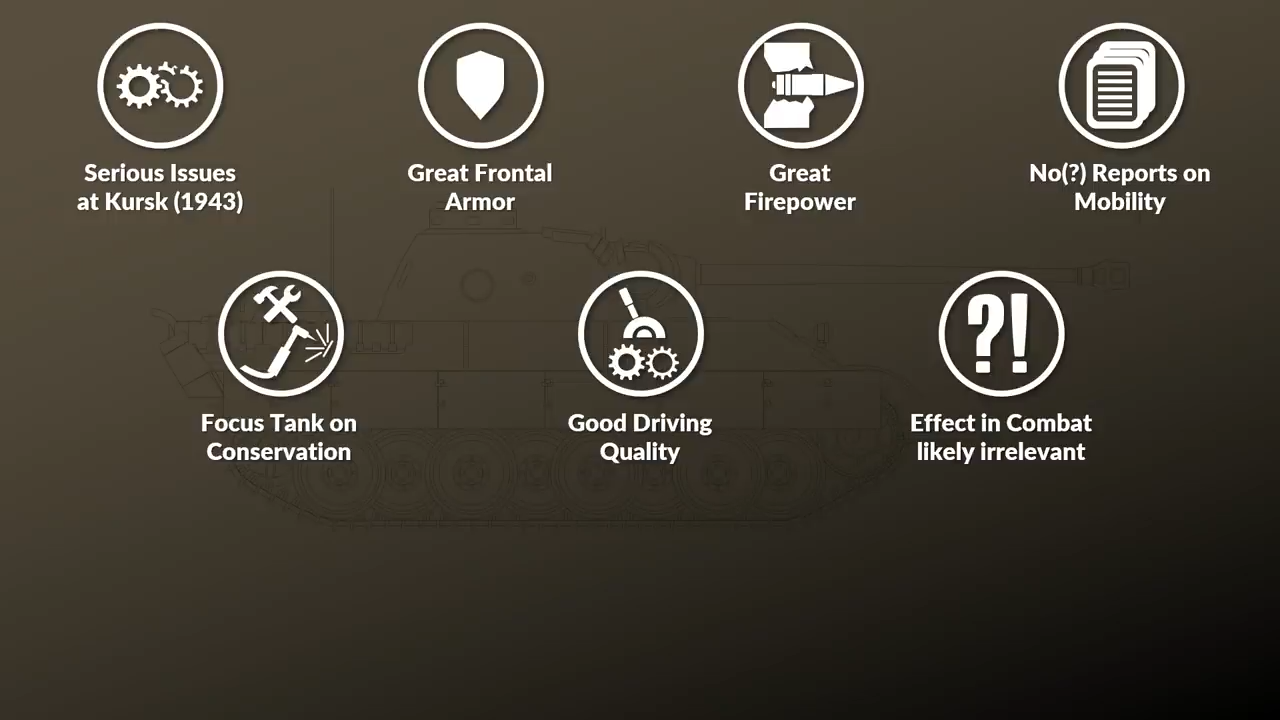 Serious Issues
at Kursk (1943)
Great Frontal
Armor
Great
Firepower
No(?) Reports on
Mobility
?!
Focus Tank on
Conservation
Good Driving
Quality
Effect in Combat
likely irrelevant